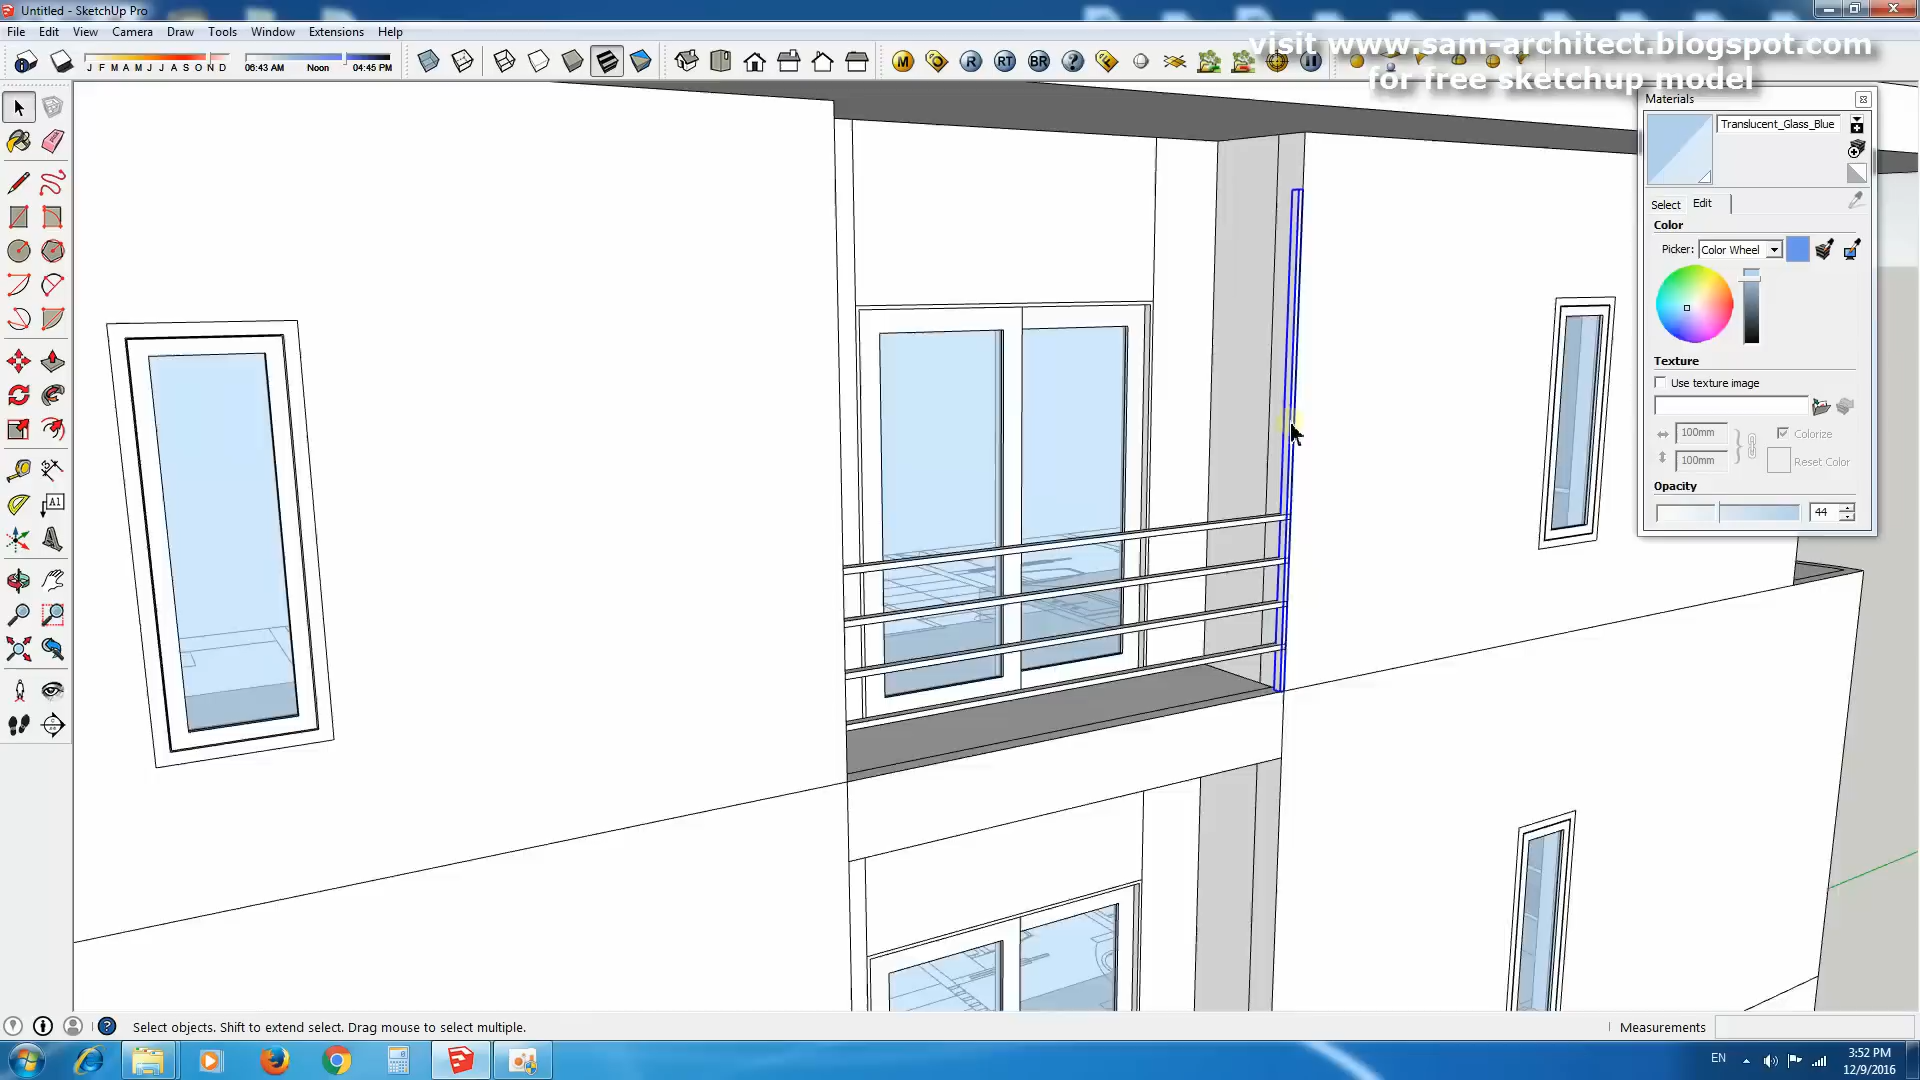 Untitled - SketchUp Pro
File Edit View Camera Draw Tools Window Extensions Help
visit www.sam-architect.blogspot.com
for free sketchup model
J F M A M J J A S O N D
06:43 AM Noon 04:45 PM
M R RT BR ?
Materials
Translucent_Glass_Blue
Select Edit
Color
Picker: Color Wheel
Texture
Use texture image
100mm
Colorize
100mm
Reset Color
Opacity
44
A1
Select objects. Shift to extend select. Drag mouse to select multiple.
Measurements
EN
3:52 PM
12/9/2016